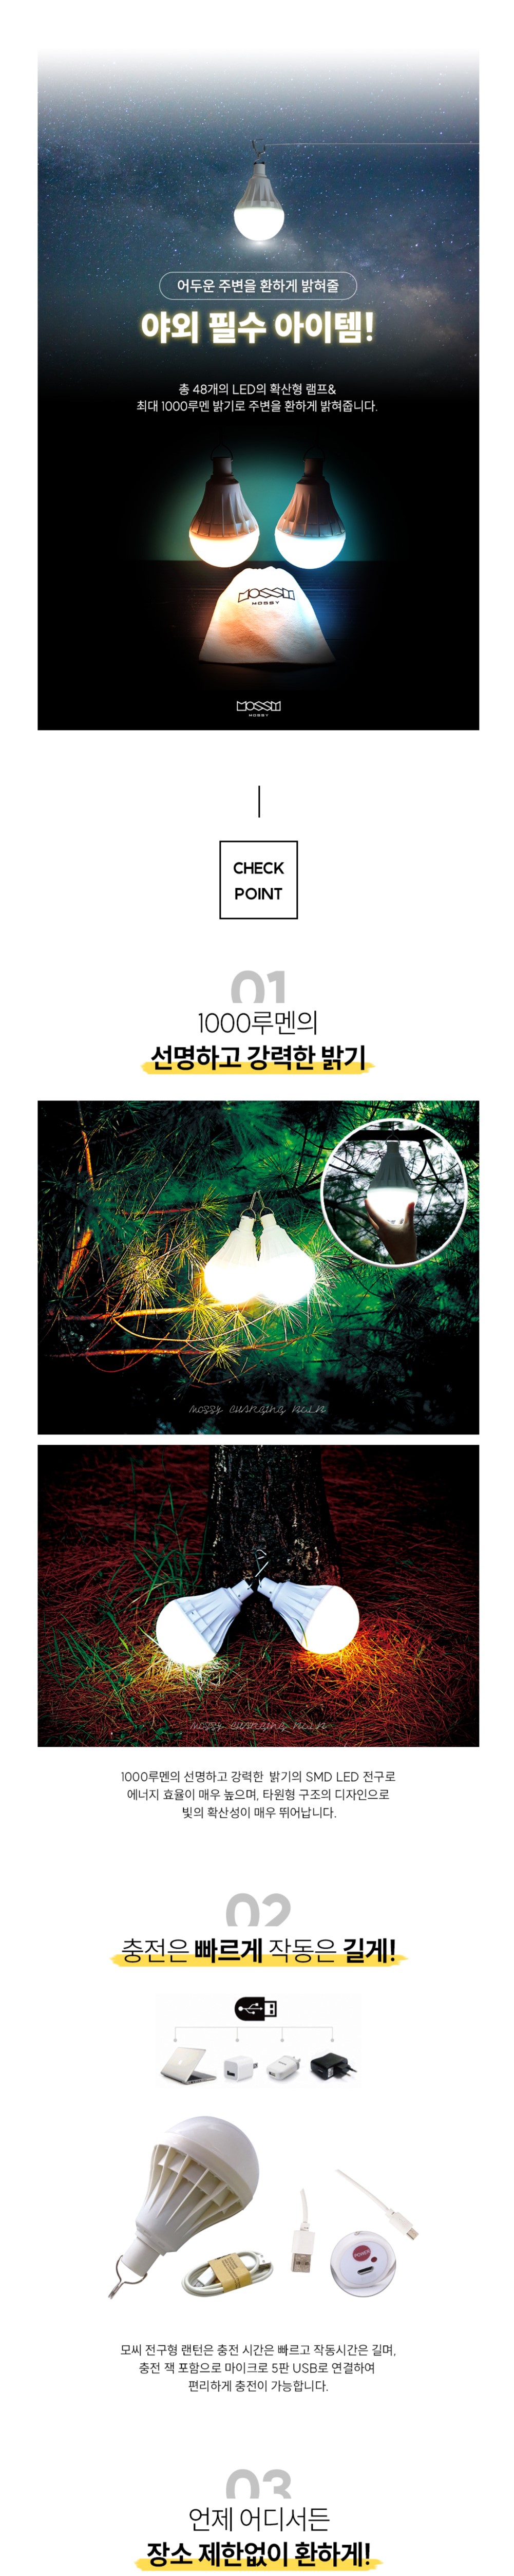 어두운 주변을 환하게 밝혀줄
야외 필수 아이템!
총 48개의 LED의 확산형 램프&
최대 1000루멘 밝기로 주변을 환하게 밝혀줍니다.
MOSSY
MOSSY
MOSSY
MOSSY
CHECK
POINT
01
1000루멘의
선명하고 강력한 밝기
MOSSY CHARGING BULB
MOSSY CHARGING BULB
1000루멘의 선명하고 강력한 밝기의 SMD LED 전구로
에너지 효율이 매우 높으며, 타원형 구조의 디자인으로
빛의 확산성이 매우 뛰어납니다.
02
충전은 빠르게 작동은 길게!
POWER
모씨 전구형 랜턴은 충전 시간은 빠르고 작동시간은 길며,
충전 잭 포함으로 마이크로 5판 USB로 연결하여
편리하게 충전이 가능합니다.
03
언제 어디서든
장소 제한없이 환하게!